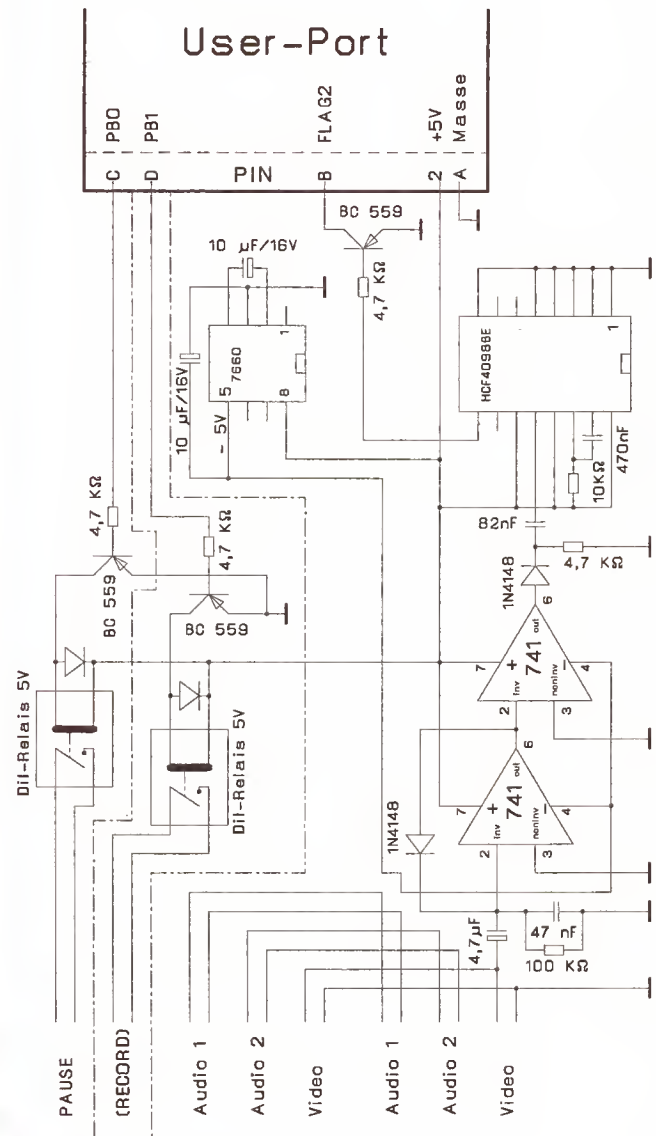 User-Port
PB0
PB1
FLAG2
+5V
Masse
C
D
PIN
B
2
A
BC 559
10 µF/16V
4,7 KΩ
10 µF/16V
7660
1
5
8
- 5V
HCF40986E
1
470nF
10KΩ
82nF
4,7 KΩ
4,7 KΩ
4,7 KΩ
BC 559
BC 559
1N4148
6
out
741
+
-
7
4
inv
noninv
2
3
Dil-Relais 5V
Dil-Relais 5V
1N4148
6
out
741
+
-
7
4
inv
noninv
2
3
4,7µF
47 nF
100 KΩ
PAUSE
(RECORD)
Audio 1
Audio 2
Video
Audio 1
Audio 2
Video